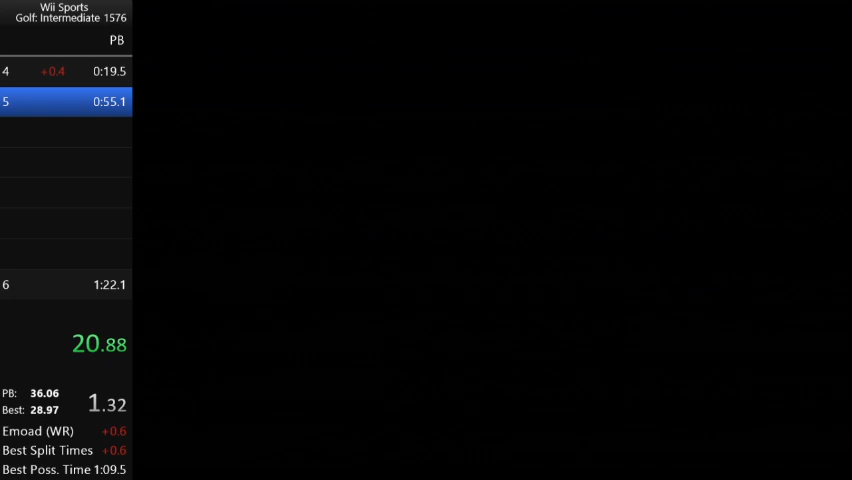 Wii Sports
Golf: Intermediate 1576
PB
4 +0.4 0:19.5
5 0:55.1
6 1:22.1
20.88
PB: 36.06
Best: 28.97
1.32
Emoad (WR) +0.6
Best Split Times +0.6
Best Poss. Time 1:09.5